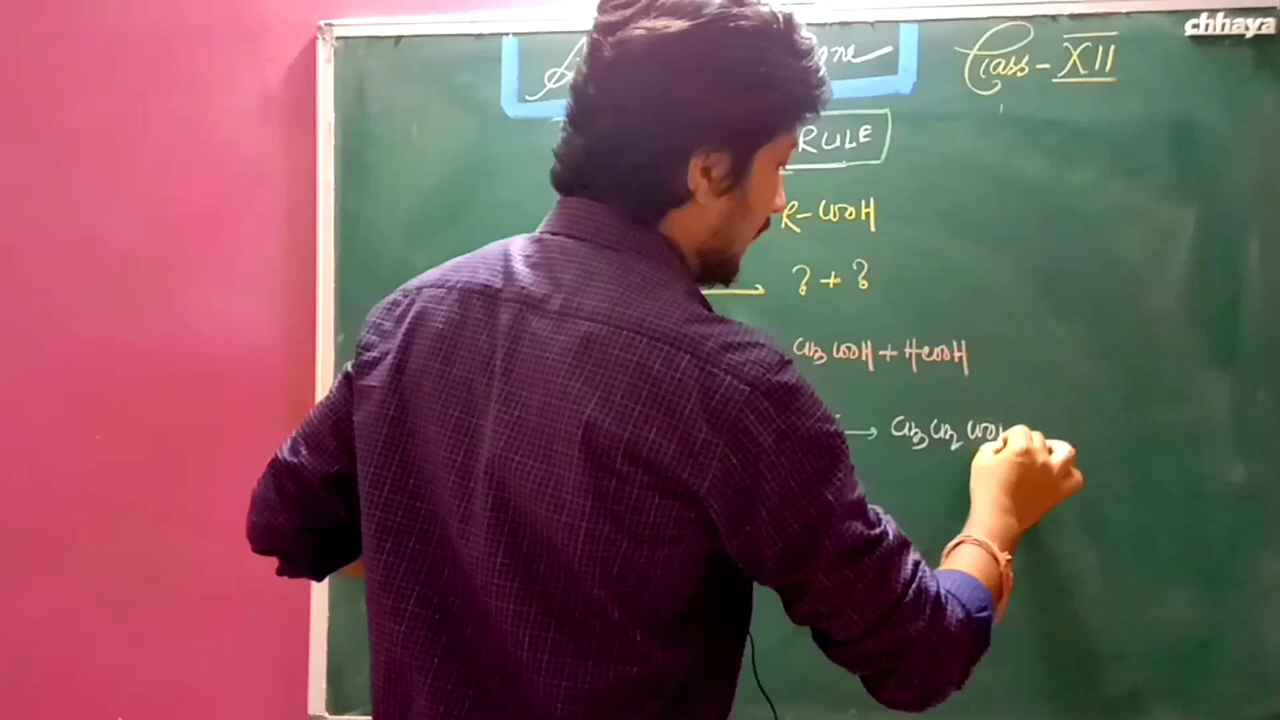 chhaya
Class - XII
RULE
R-COOH
? + ?
CH3COOH + HCOOH
→ CH3CH2COOH